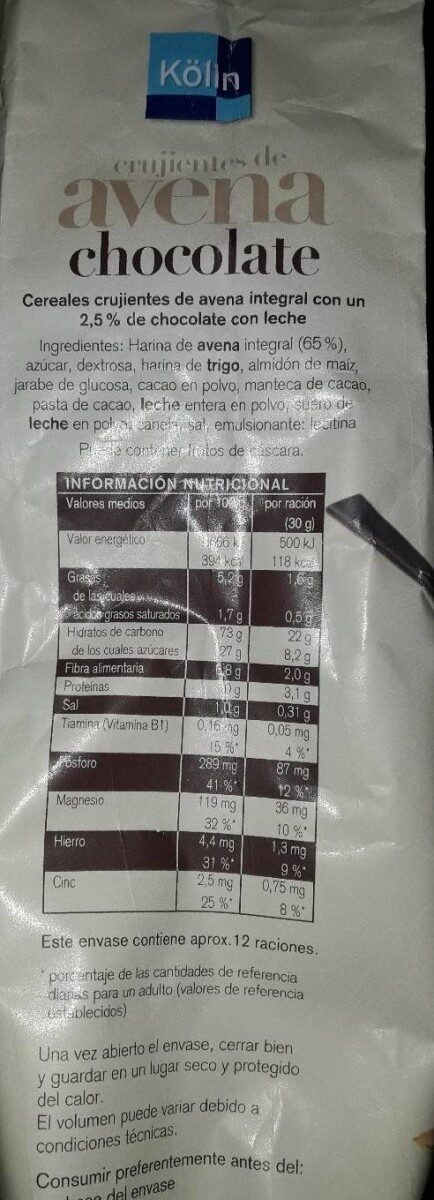 Kölln
crujientes de
avena
chocolate
Cereales crujientes de avena integral con un
2,5% de chocolate con leche
Ingredientes: Harina de avena integral (65%),
azúcar, dextrosa, harina de trigo, almidón de maíz,
jarabe de glucosa, cacao en polvo, manteca de cacao,
pasta de cacao, leche entera en polvo, suero de
leche en polvo, canela, sal, emulsionante: lecitina
Puede contener frutos de cáscara.
INFORMACIÓN NUTRICIONAL
Valores medios por 100 g por ración
(30 g)
Valor energético 500 kJ
394 kcal 118 kcal
Grasas 5,2 g 1,6 g
de las cuales
ácidos grasos saturados 1,7 g 0,5 g
Hidratos de carbono 73 g 22 g
de los cuales azúcares 27 g 8,2 g
Fibra alimentaria 6,8 g 2,0 g
Proteínas 3,1 g
Sal 1,0 g 0,31 g
Tiamina (Vitamina B1) 0,16 mg 0,05 mg
15 %* 4 %*
Fósforo 289 mg 87 mg
41 %* 12 %*
Magnesio 119 mg 36 mg
32 %* 10 %*
Hierro 4,4 mg 1,3 mg
31 %* 9 %*
Cinc 2,5 mg 0,75 mg
25 %* 8 %*
Este envase contiene aprox. 12 raciones.
* porcentaje de las cantidades de referencia
diarias para un adulto (valores de referencia
establecidos)
Una vez abierto el envase, cerrar bien
y guardar en un lugar seco y protegido
del calor.
El volumen puede variar debido a
condiciones técnicas.
Consumir preferentemente antes del:
del envase